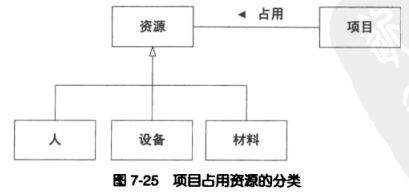 资源
◄ 占用
项目
人
设备
材料
图 7-25 项目占用资源的分类